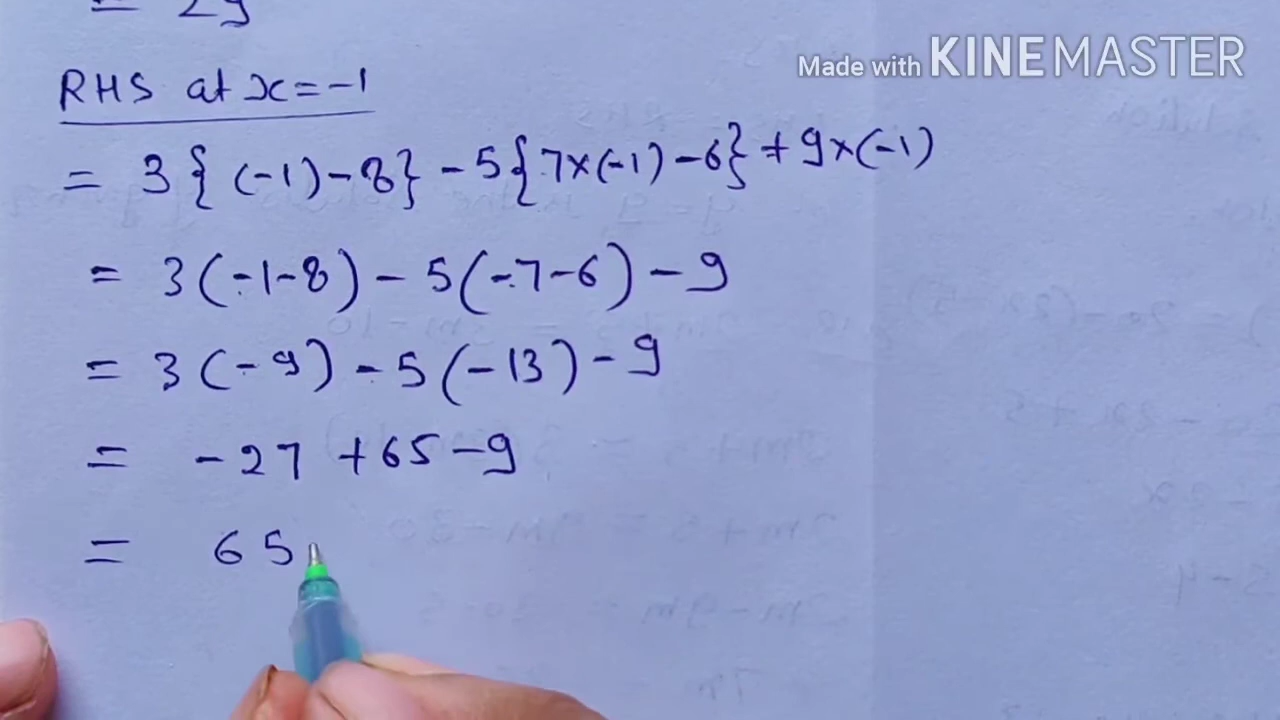 = 29
Made with KINEMASTER
RHS at x=-1
= 3{(-1)-8} -5{7×(-1)-6}+9×(-1)
= 3(-1-8)-5(-7-6)-9
= 3(-9)-5(-13)-9
= -27 +65-9
= 65